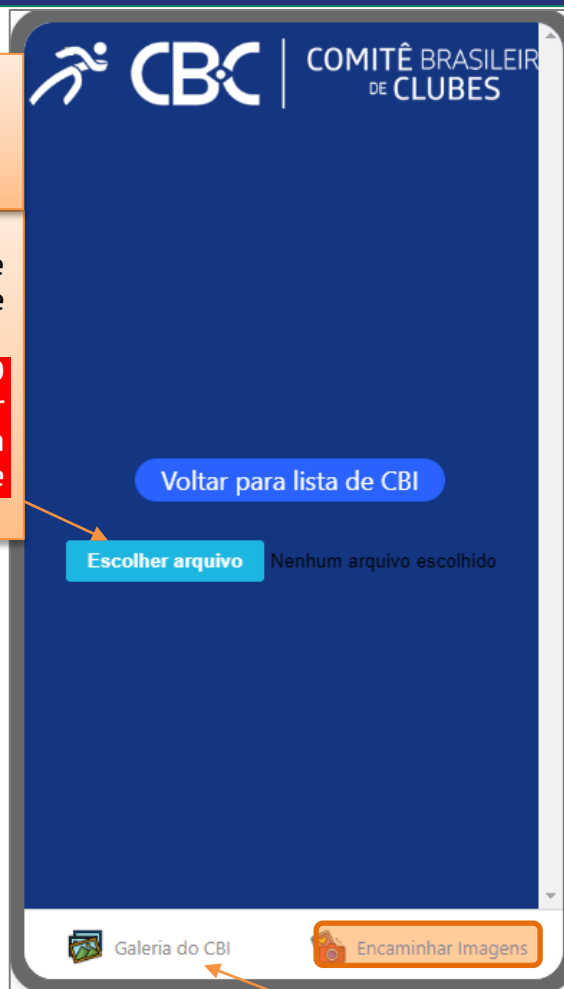 CBC
COMITÊ BRASILEIR
DE CLUBES
Voltar para lista de CBI
Escolher arquivo Nenhum arquivo escolhido
Galeria do CBI
Encaminhar Imagens